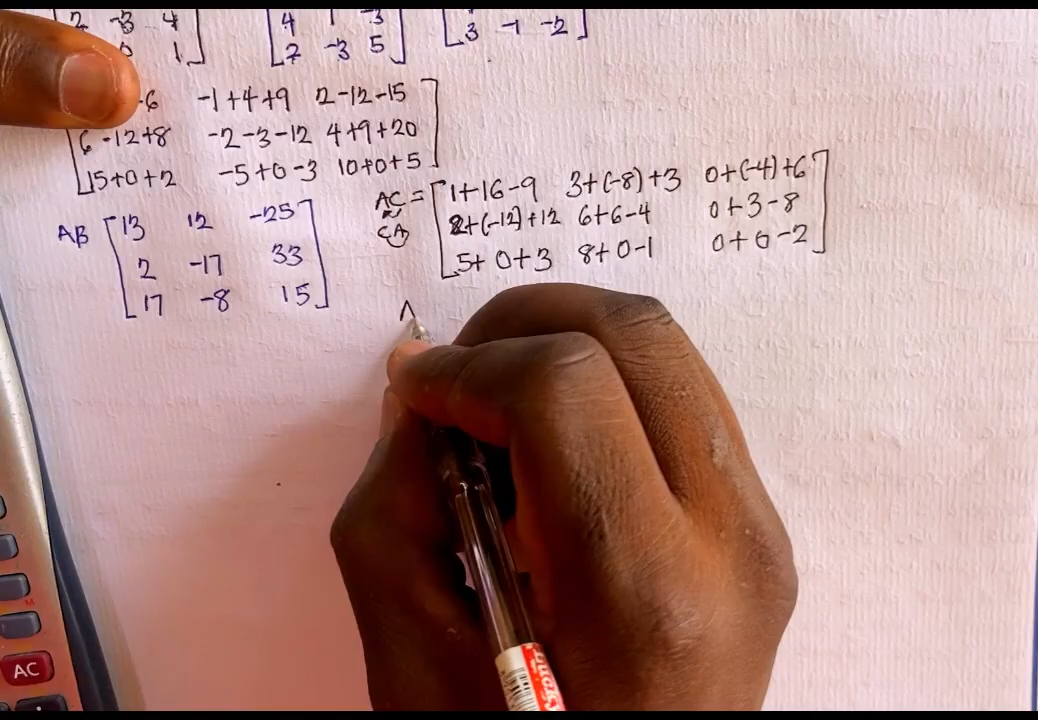 2 -3 4 4 1 -3
0 1 2 -3 5 3 -1 -2
-6 -1+4+9 2-12-15
6-12+8 -2-3-12 4+9+20
15+0+2 -5+0-3 10+0+5
AC = 1+16-9 3+(-8)+3 0+(-4)+6
CA 2+(-12)+12 6+6-4 0+3-8
5+0+3 8+0-1 0+0-2
AB 13 12 -25
2 -17 33
17 -8 15
AC
M
Lucky